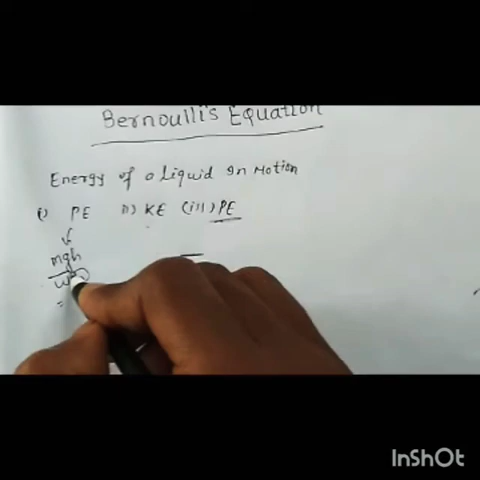 Bernoulli's Equation
Energy of a liquid In Motion
(i) PE ii) KE (iii) PE
mgh
=
InShOt